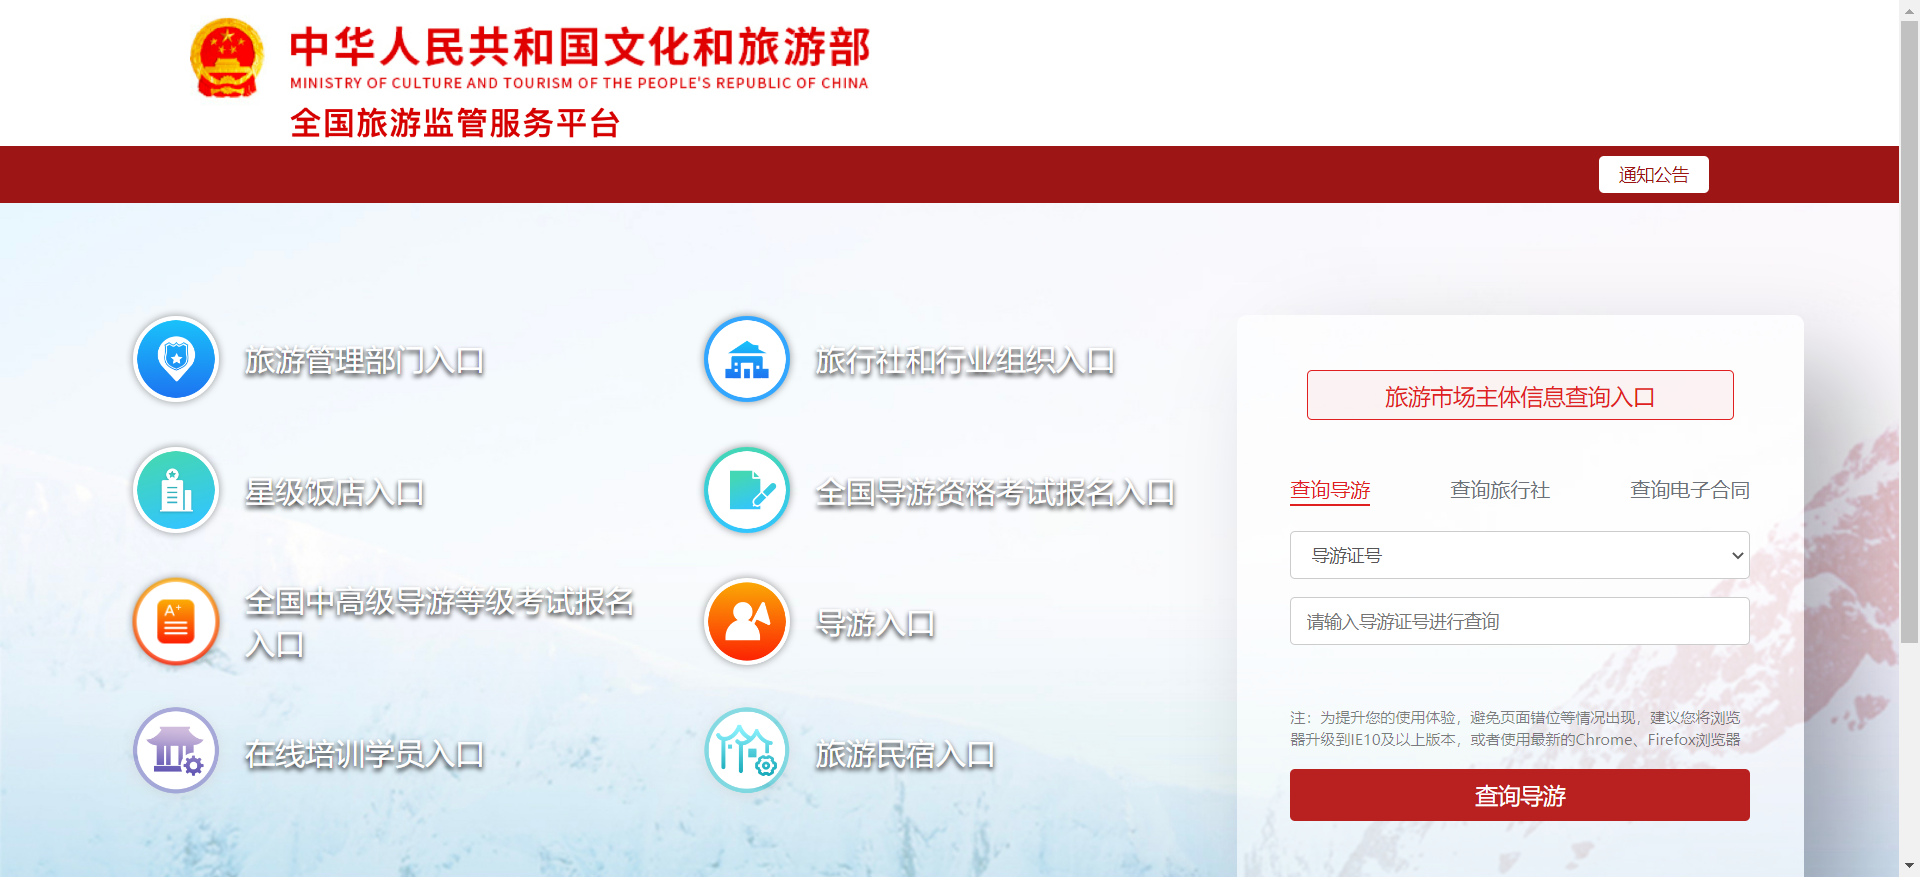 中华人民共和国文化和旅游部
MINISTRY OF CULTURE AND TOURISM OF THE PEOPLE'S REPUBLIC OF CHINA
全国旅游监管服务平台
通知公告
旅游管理部门入口
旅行社和行业组织入口
星级饭店入口
全国导游资格考试报名入口
A+
全国中高级导游等级考试报名
入口
导游入口
在线培训学员入口
旅游民宿入口
旅游市场主体信息查询入口
查询导游
查询旅行社
查询电子合同
导游证号
请输入导游证号进行查询
注：为提升您的使用体验，避免页面错位等情况出现，建议您将浏览
器升级到IE10及以上版本，或者使用最新的Chrome、Firefox浏览器
查询导游